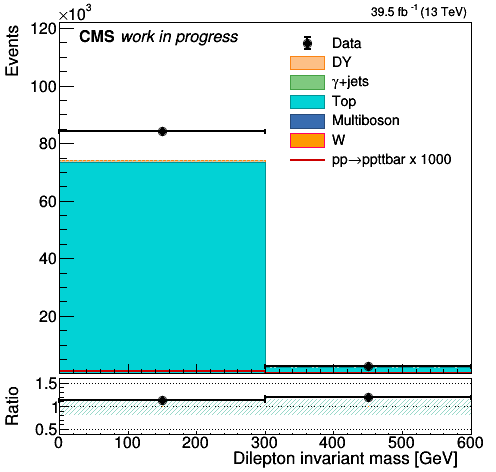 ×10³
39.5 fb⁻¹ (13 TeV)
CMS work in progress
Events
120
100
80
60
40
20
Data
DY
γ+jets
Top
Multiboson
W
pp→ppttbar x 1000
Ratio
1.5
1
0.5
0 100 200 300 400 500 600
Dilepton invariant mass [GeV]